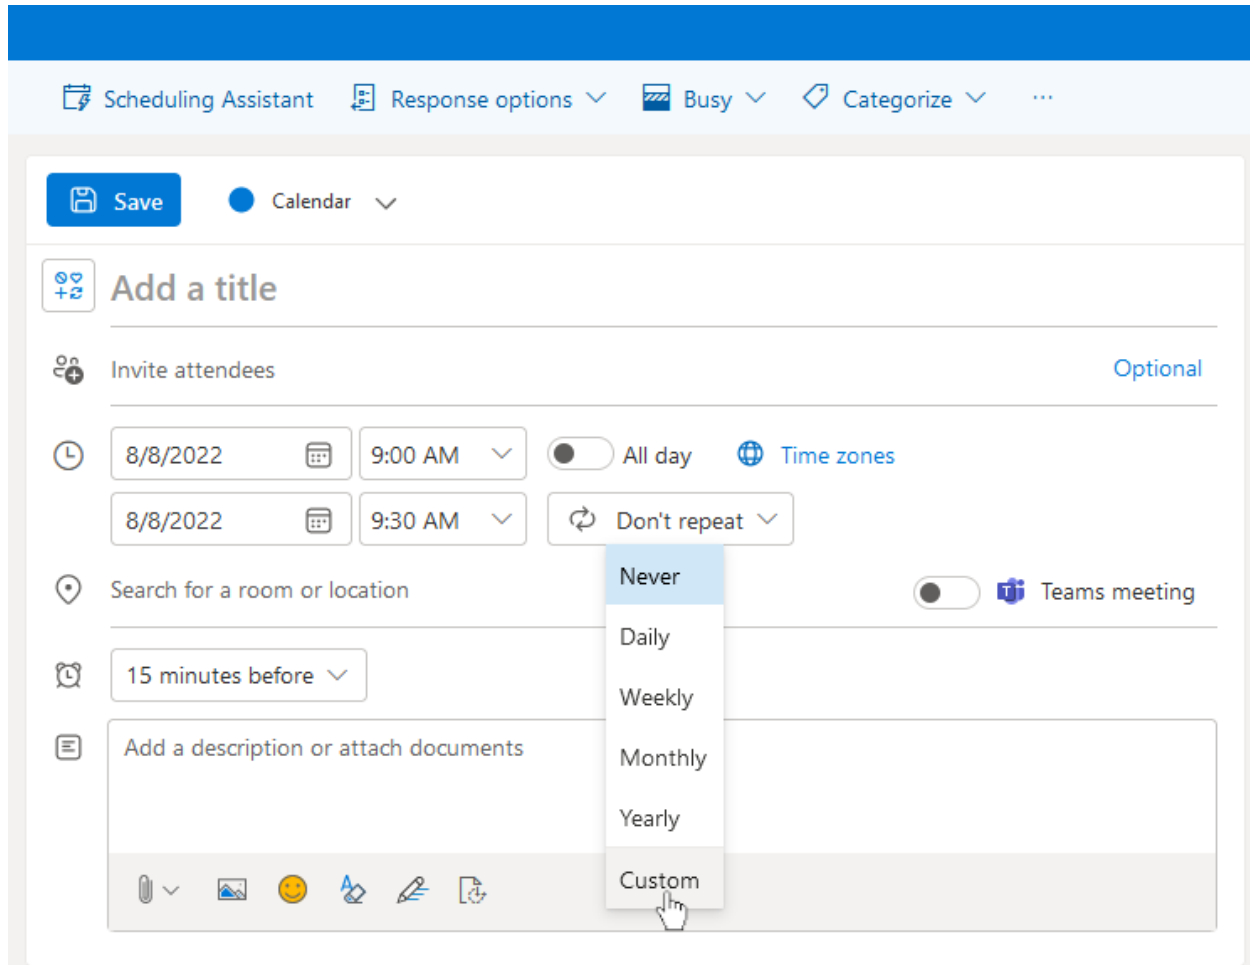 Scheduling Assistant Response options Busy Categorize ...
Save Calendar
Add a title
Invite attendees Optional
8/8/2022 9:00 AM All day Time zones
8/8/2022 9:30 AM Don't repeat
Never
Search for a room or location Teams meeting
Daily
15 minutes before
Weekly
Add a description or attach documents
Monthly
Yearly
Custom